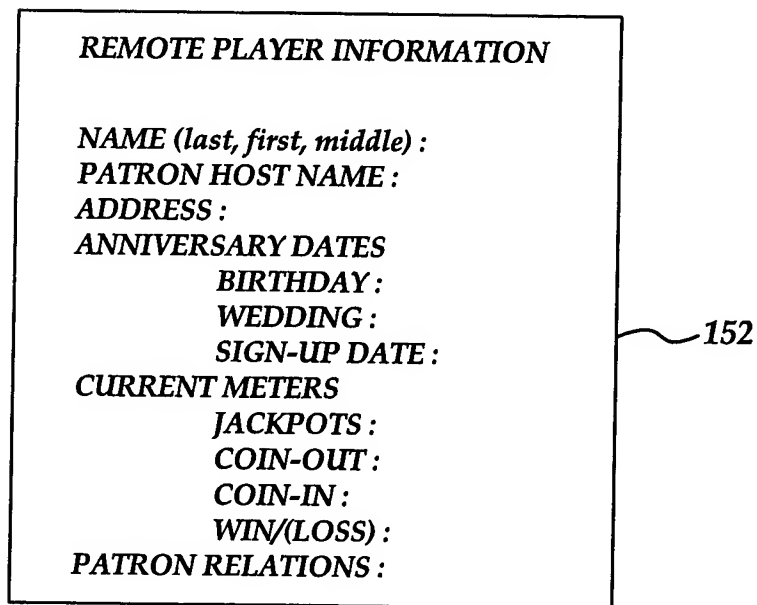 REMOTE PLAYER INFORMATION
NAME (last, first, middle) :
PATRON HOST NAME :
ADDRESS :
ANNIVERSARY DATES
BIRTHDAY :
WEDDING :
SIGN-UP DATE :
152
CURRENT METERS
JACKPOTS :
COIN-OUT :
COIN-IN :
WIN/(LOSS) :
PATRON RELATIONS :